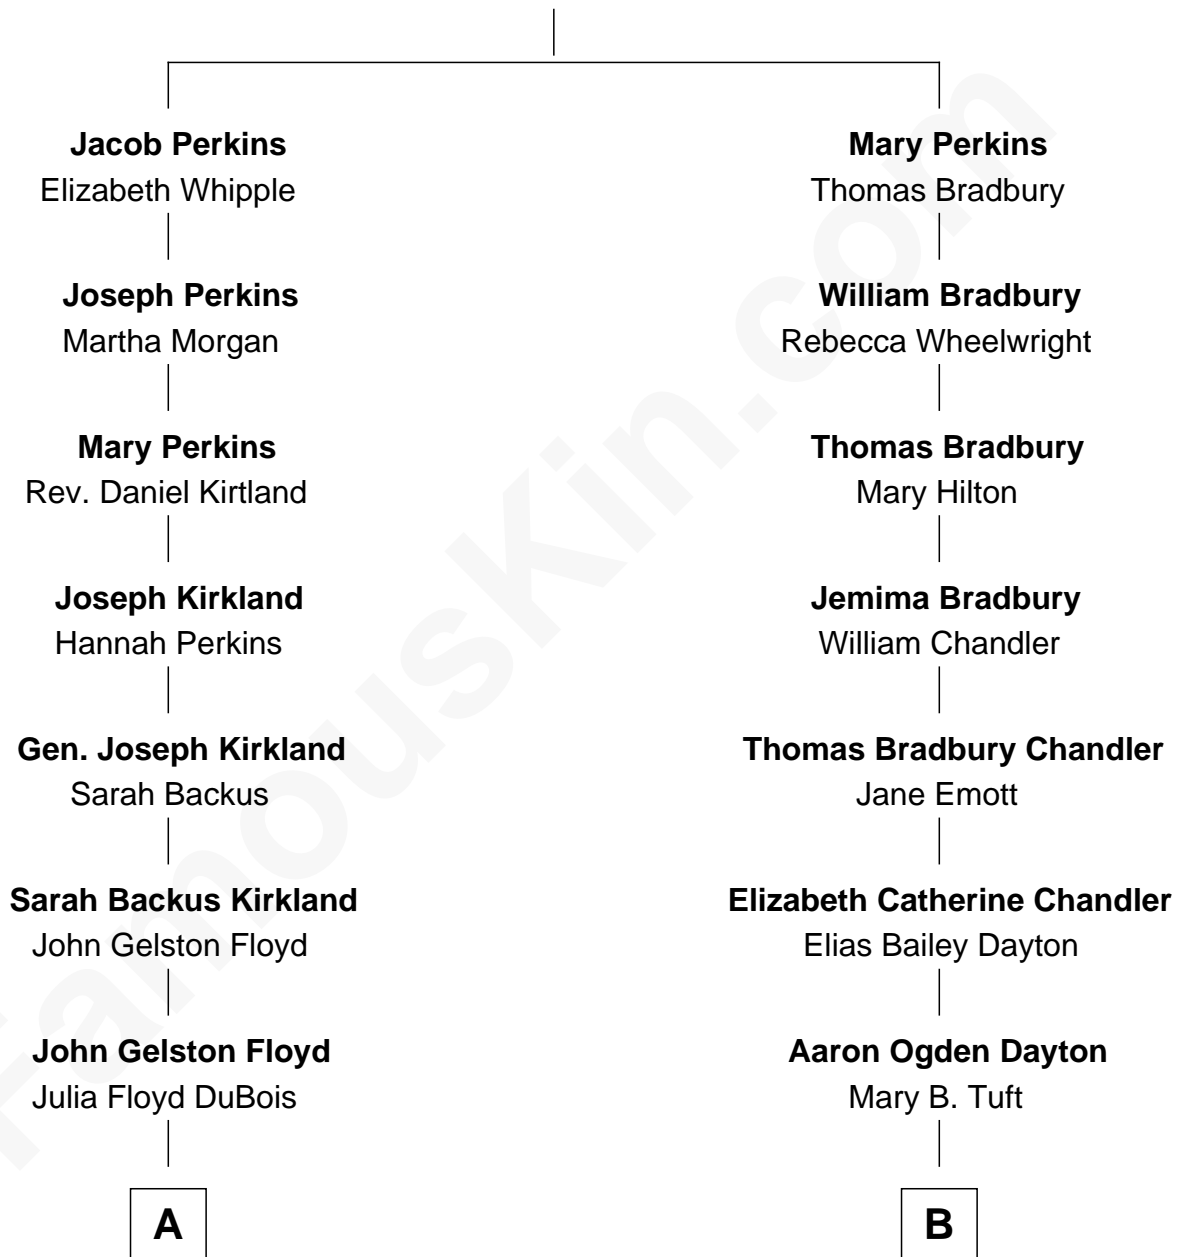 Jacob Perkins
Elizabeth Whipple
Joseph Perkins
Martha Morgan
Mary Perkins
Rev. Daniel Kirtland
Joseph Kirkland
Hannah Perkins
Gen. Joseph Kirkland
Sarah Backus
Sarah Backus Kirkland
John Gelston Floyd
John Gelston Floyd
Julia Floyd DuBois
A
Mary Perkins
Thomas Bradbury
William Bradbury
Rebecca Wheelwright
Thomas Bradbury
Mary Hilton
Jemima Bradbury
William Chandler
Thomas Bradbury Chandler
Jane Emott
Elizabeth Catherine Chandler
Elias Bailey Dayton
Aaron Ogden Dayton
Mary B. Tuft
B
FamousKin.com